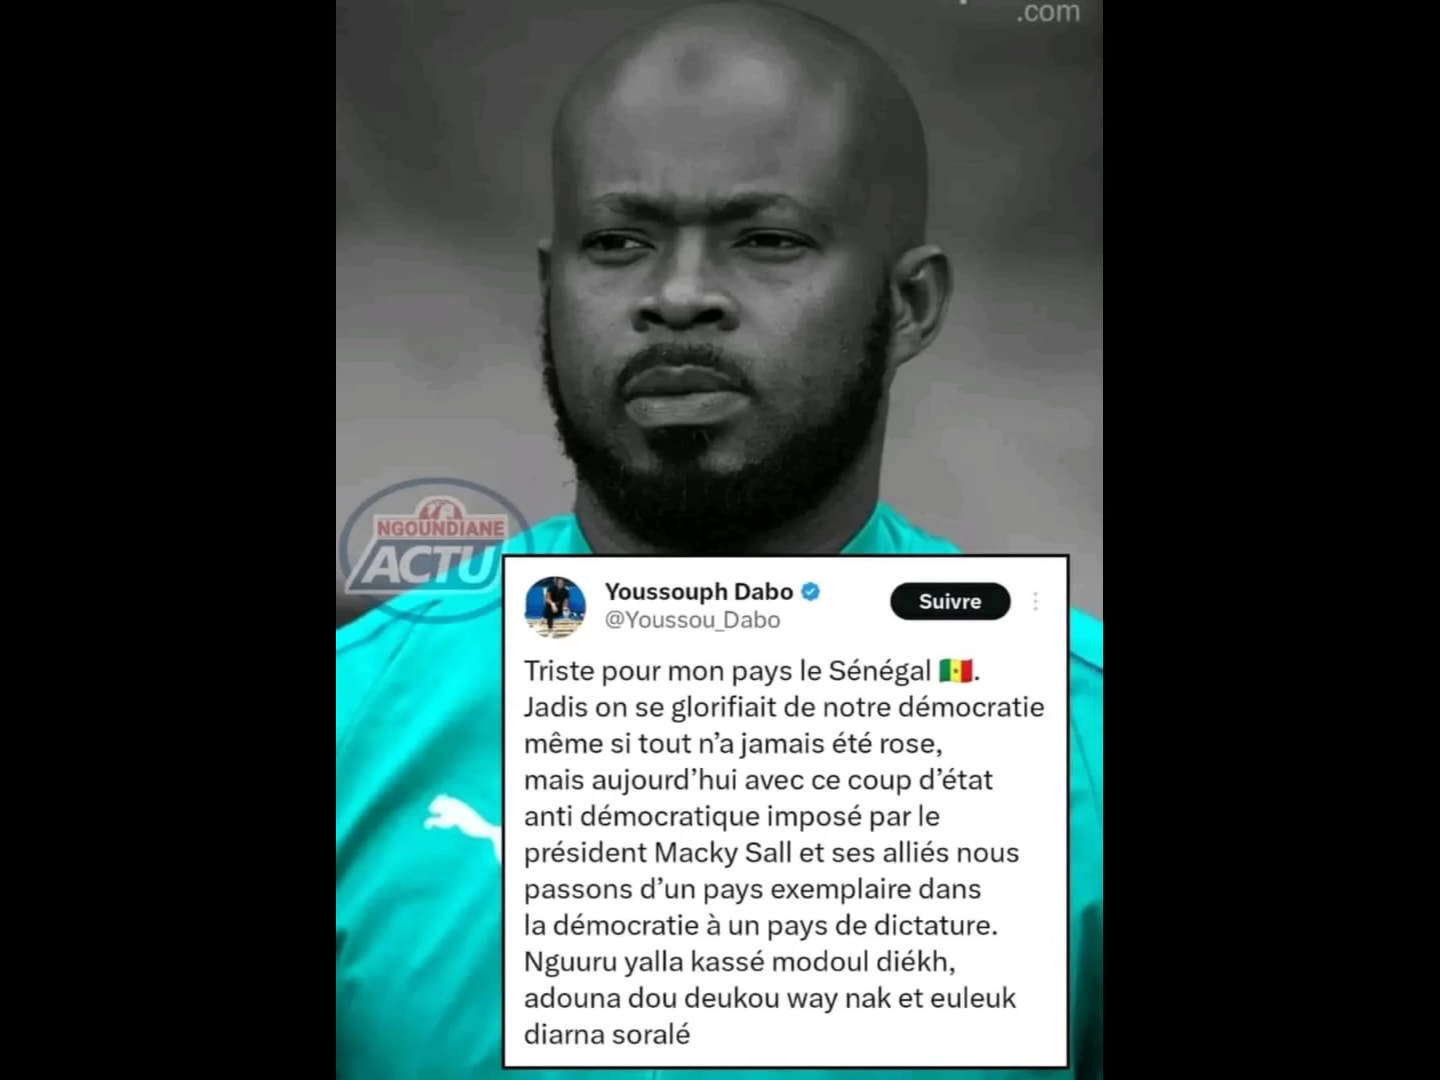 .com
NGOUNDIANE
ACTU
Youssouph Dabo
Suivre
@Youssou_Dabo
Triste pour mon pays le Sénégal 🇸🇳.
Jadis on se glorifiait de notre démocratie
même si tout n’a jamais été rose,
mais aujourd’hui avec ce coup d’état
anti démocratique imposé par le
président Macky Sall et ses alliés nous
passons d’un pays exemplaire dans
la démocratie à un pays de dictature.
Nguuru yalla kassé modoul diékh,
adouna dou deukou way nak et euleuk
diarna soralé